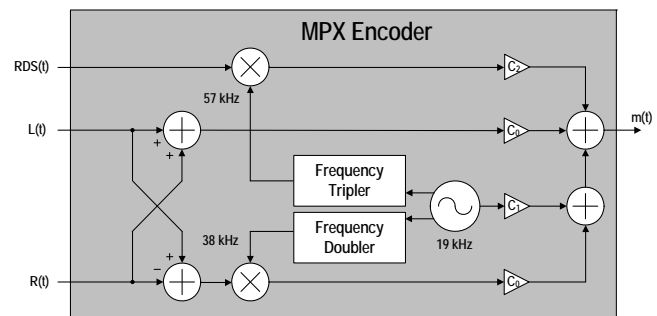 MPX Encoder
RDS(t)
C2
57 kHz
L(t)
+
+
C0
m(t)
Frequency
Tripler
C1
Frequency
Doubler
19 kHz
38 kHz
+
−
R(t)
C0